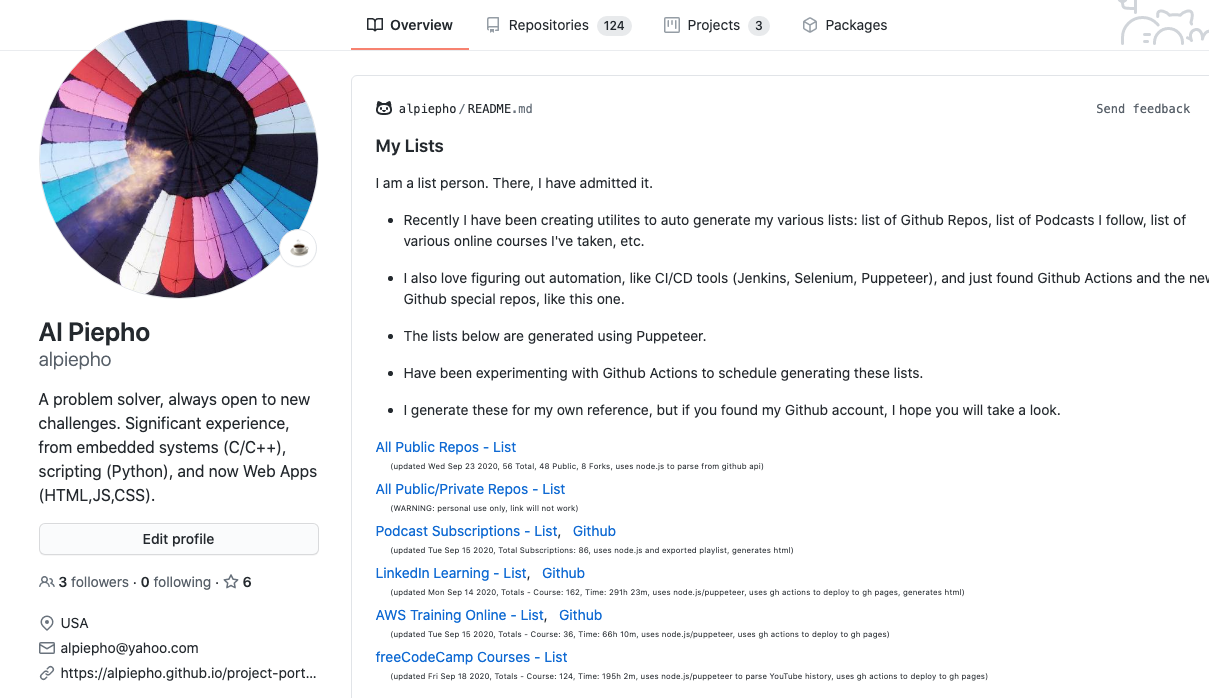 Overview
Repositories 124
Projects 3
Packages
alpiepho/README.md
Send feedback
My Lists
I am a list person. There, I have admitted it.
Recently I have been creating utilites to auto generate my various lists: list of Github Repos, list of Podcasts I follow, list of
various online courses I've taken, etc.
I also love figuring out automation, like CI/CD tools (Jenkins, Selenium, Puppeteer), and just found Github Actions and the new
Github special repos, like this one.
The lists below are generated using Puppeteer.
Have been experimenting with Github Actions to schedule generating these lists.
I generate these for my own reference, but if you found my Github account, I hope you will take a look.
All Public Repos - List
(updated Wed Sep 23 2020, 56 Total, 48 Public, 8 Forks, uses node.js to parse from github api)
All Public/Private Repos - List
(WARNING: personal use only, link will not work)
Podcast Subscriptions - List, Github
(updated Tue Sep 15 2020, Total Subscriptions: 86, uses node.js and exported playlist, generates html)
LinkedIn Learning - List, Github
(updated Mon Sep 14 2020, Totals - Course: 162, Time: 291h 23m, uses node.js/puppeteer, uses gh actions to deploy to gh pages, generates html)
AWS Training Online - List, Github
(updated Tue Sep 15 2020, Totals - Course: 36, Time: 66h 10m, uses node.js/puppeteer, uses gh actions to deploy to gh pages)
freeCodeCamp Courses - List
(updated Fri Sep 18 2020, Totals - Course: 124, Time: 195h 2m, uses node.js/puppeteer to parse YouTube history, uses gh actions to deploy to gh pages)
Al Piepho
alpiepho
A problem solver, always open to new
challenges. Significant experience,
from embedded systems (C/C++),
scripting (Python), and now Web Apps
(HTML,JS,CSS).
Edit profile
3 followers · 0 following · 6
USA
alpiepho@yahoo.com
https://alpiepho.github.io/project-port...